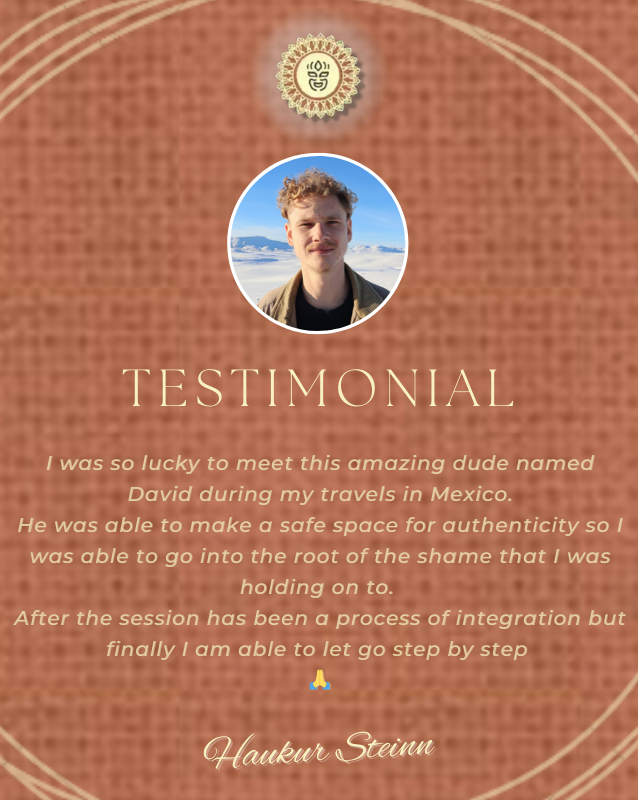 TESTIMONIAL
I was so lucky to meet this amazing dude named
David during my travels in Mexico.
He was able to make a safe space for authenticity so I
was able to go into the root of the shame that I was
holding on to.
After the session has been a process of integration but
finally I am able to let go step by step
🙏
Haukur Steinn